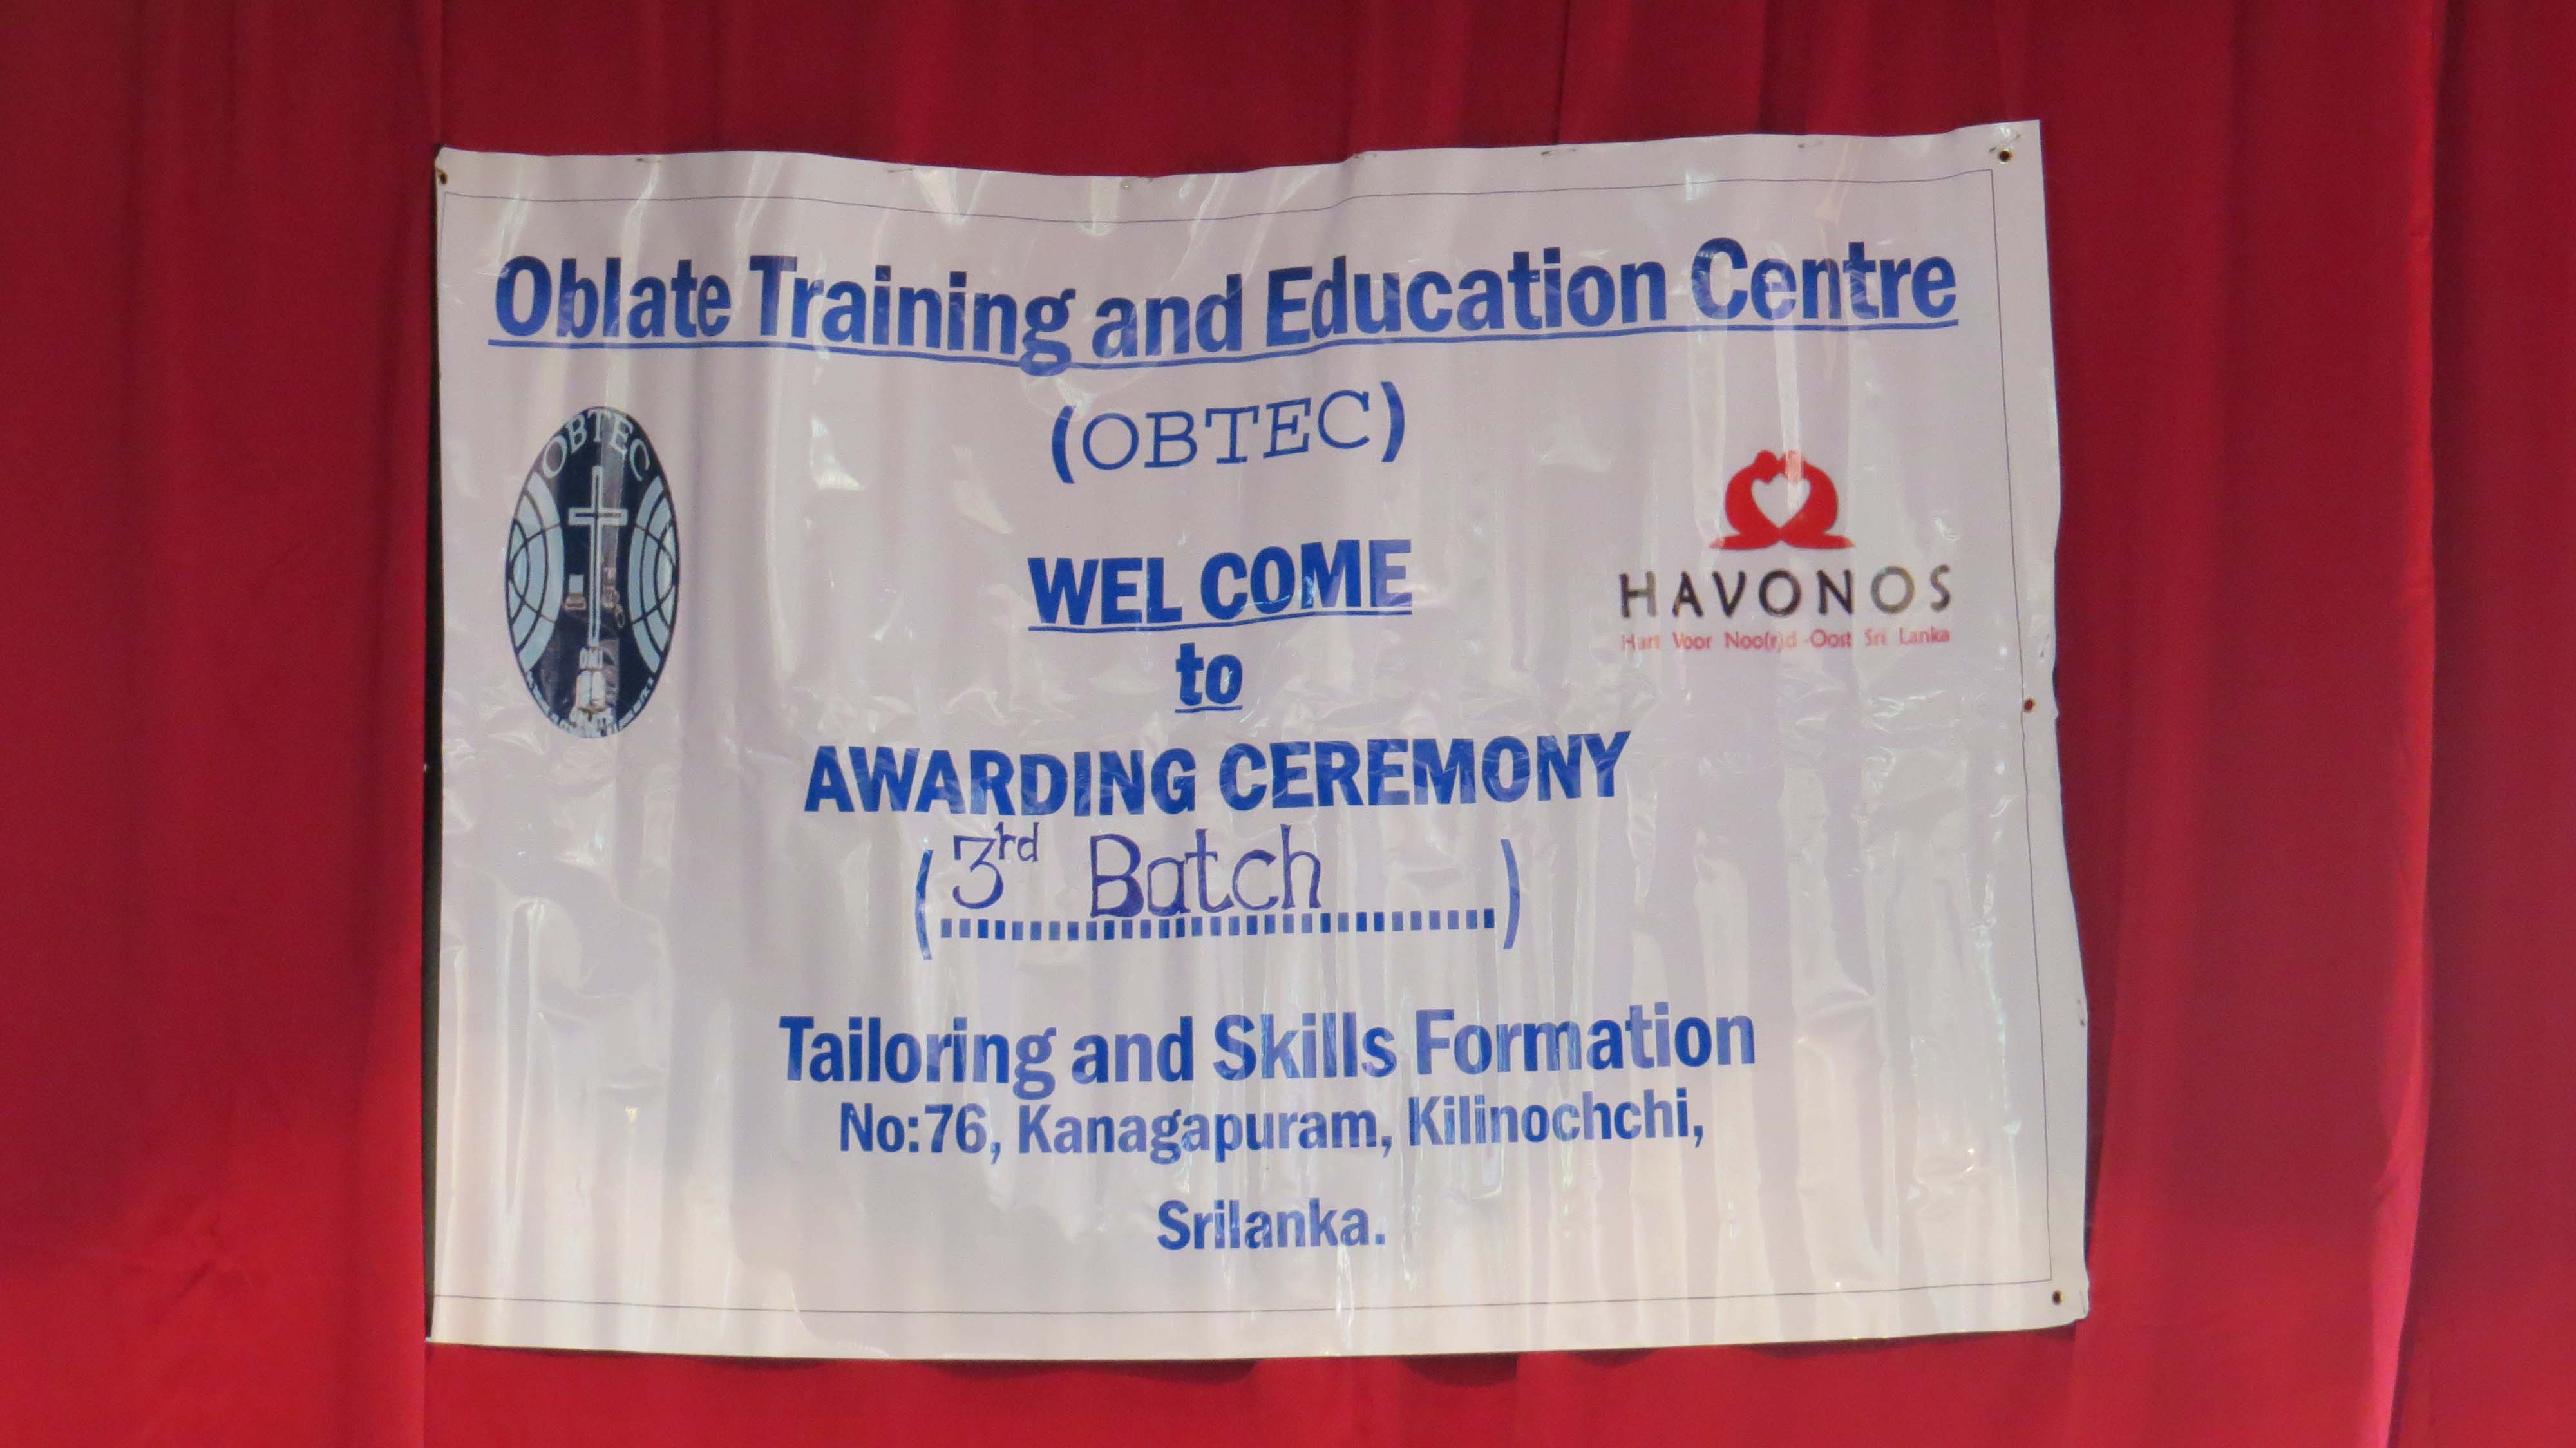 Oblate Training and Education Centre
(OBTEC)
OBTEC
OMI
HAVONOS
Hart Voor Noo(r)d-Oost Sri Lanka
WEL COME
to
AWARDING CEREMONY
(3rd Batch)
Tailoring and Skills Formation
No:76, Kanagapuram, Kilinochchi,
Srilanka.